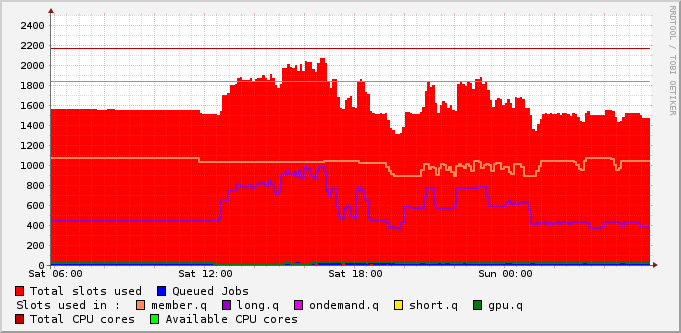 RRDTOOL / TOBI OETIKER
2400
2200
2000
1800
1600
1400
1200
1000
800
600
400
200
0
Sat 06:00 Sat 12:00 Sat 18:00 Sun 00:00
Total slots used Queued Jobs
Slots used in : member.q long.q ondemand.q short.q gpu.q
Total CPU cores Available CPU cores